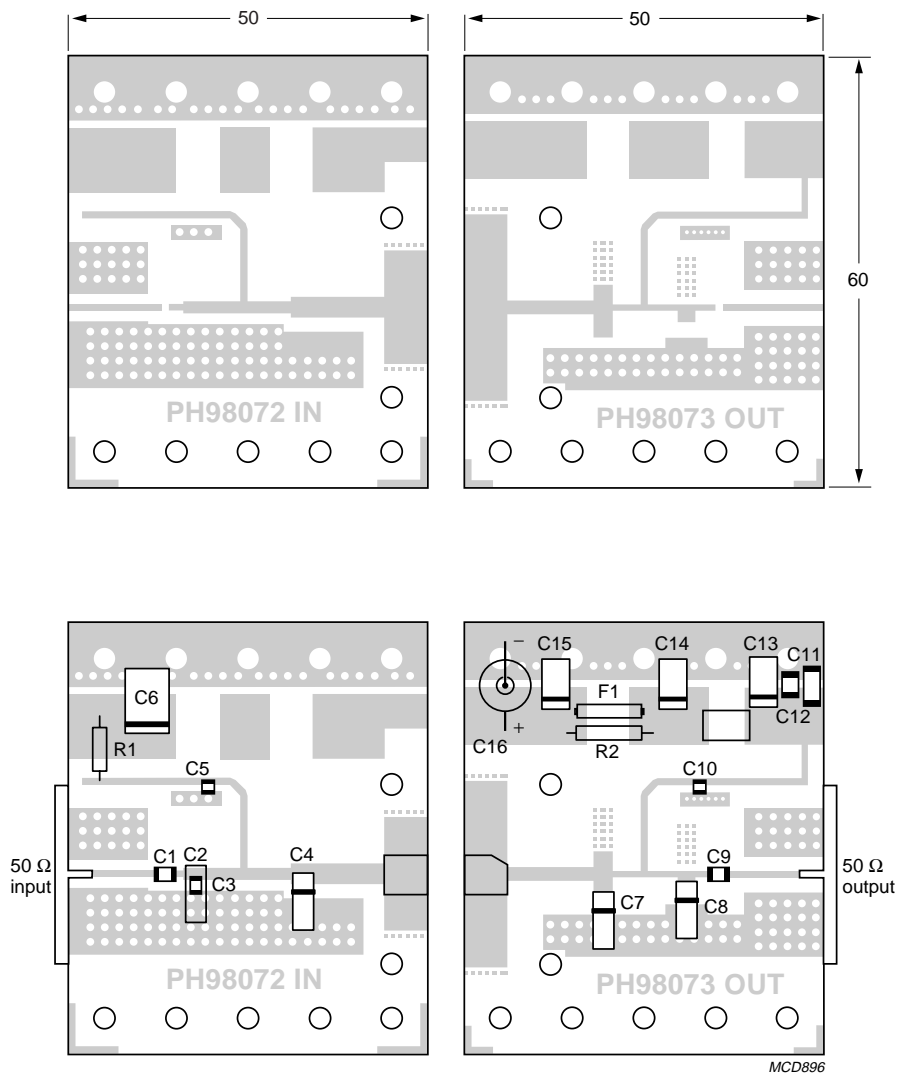 50
50
60
PH98072 IN
PH98073 OUT
C6
R1
C5
50 Ω
input
C1
C2
C3
C4
PH98072 IN
C15
C14
C13
C11
−
F1
C12
+
C16
R2
C10
C9
50 Ω
output
C7
C8
PH98073 OUT
MCD896